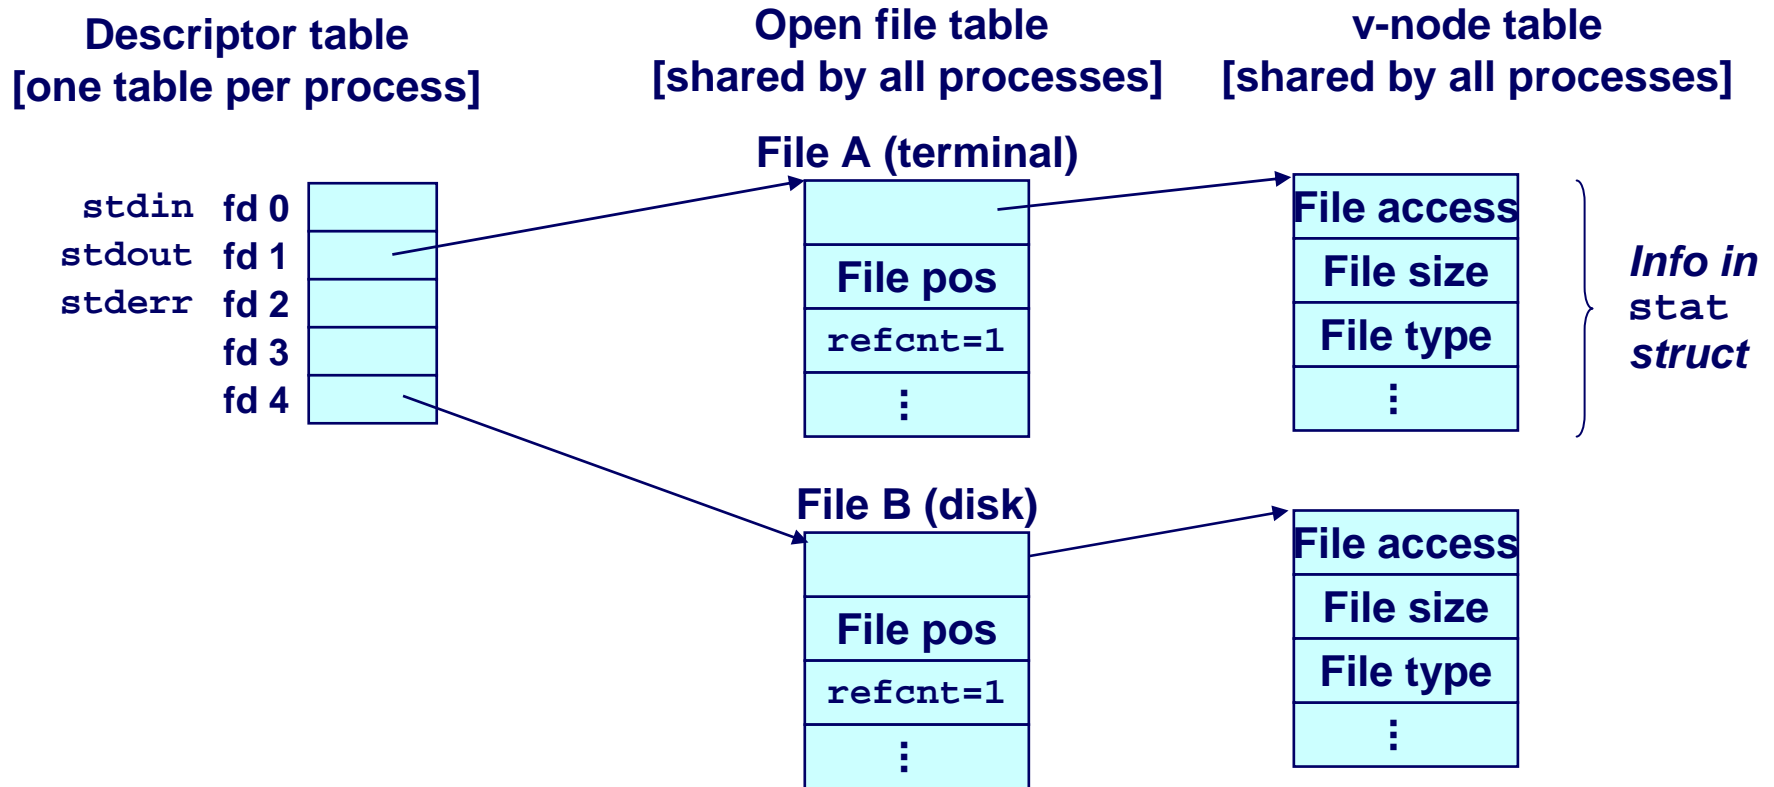 Descriptor table
[one table per process]
Open file table
[shared by all processes]
v-node table
[shared by all processes]
stdin fd 0
stdout fd 1
stderr fd 2
fd 3
fd 4
File A (terminal)
File pos
refcnt=1
⋮
File access
File size
File type
⋮
Info in
stat
struct
File B (disk)
File pos
refcnt=1
⋮
File access
File size
File type
⋮